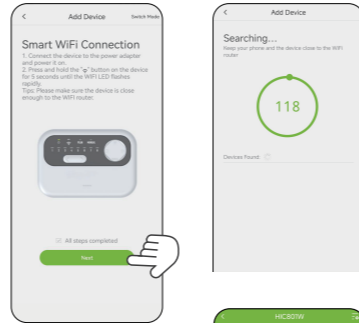 Add Device
Switch Mode
Smart WiFi Connection
1. Connect the device to the power adapter
and power it on.
2. Press and hold the " " button on the device
for 5 seconds until the WIFI LED flashes
rapidly.
Tips: Please make sure the device is close
enough to the WIFI router.
All steps completed
Next
Add Device
Searching...
Keep your phone and the device close to the WiFi
router
118
Devices Found:
HIC801W